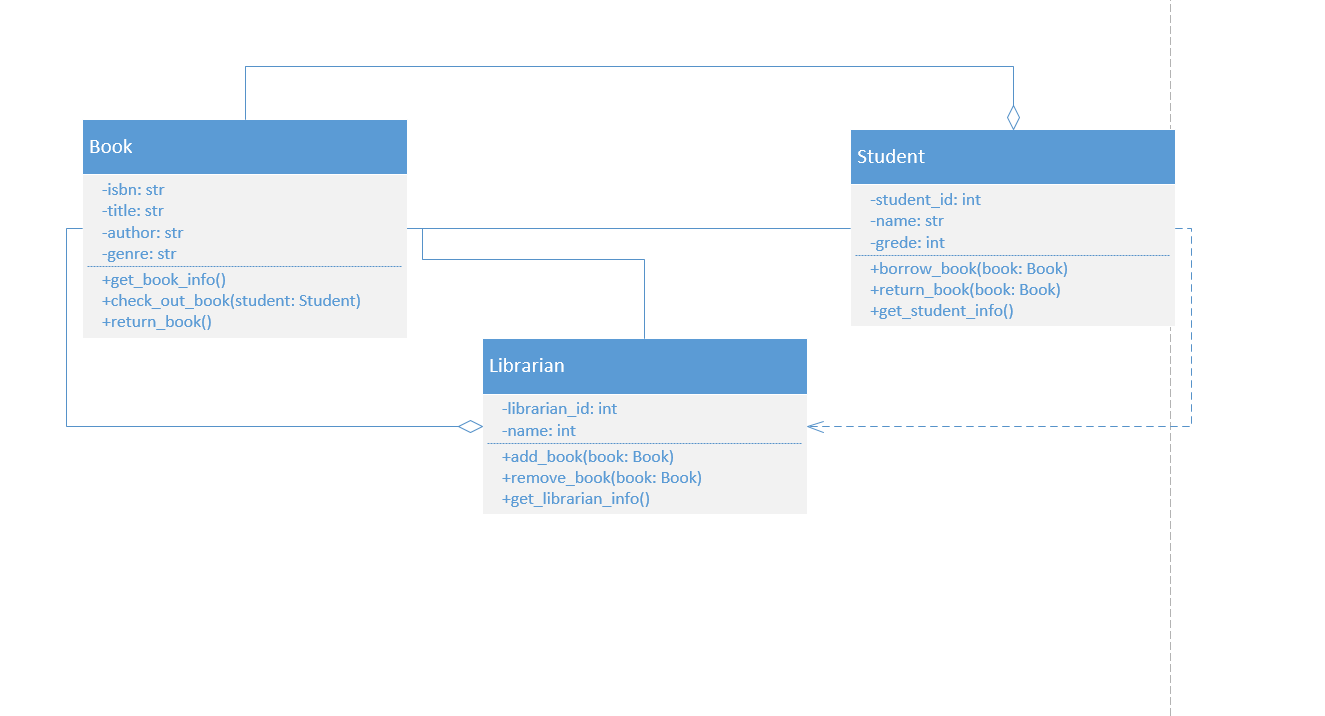 Book
-isbn: str
-title: str
-author: str
-genre: str
+get_book_info()
+check_out_book(student: Student)
+return_book()
Student
-student_id: int
-name: str
-grede: int
+borrow_book(book: Book)
+return_book(book: Book)
+get_student_info()
Librarian
-librarian_id: int
-name: int
+add_book(book: Book)
+remove_book(book: Book)
+get_librarian_info()